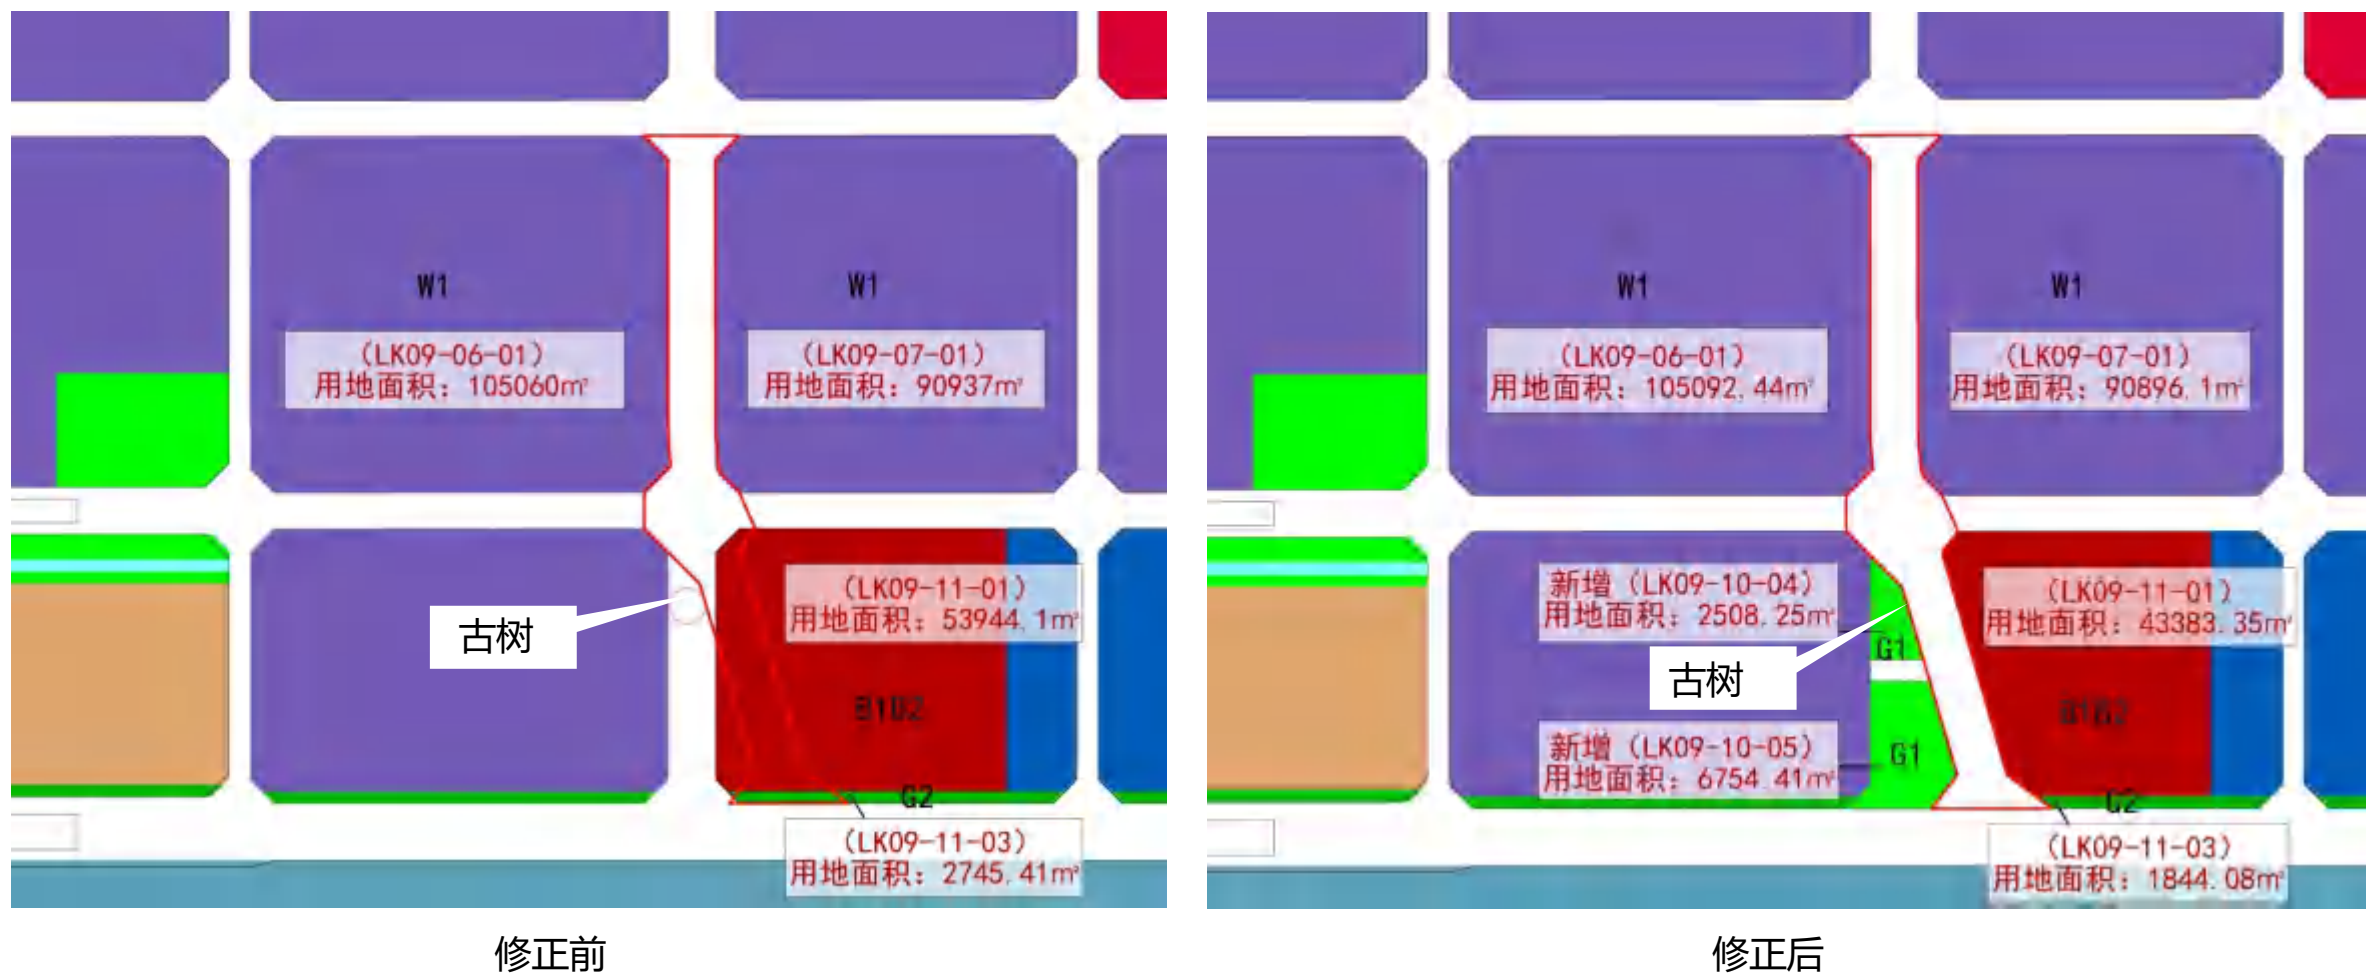 W1
W1
（LK09-06-01）
用地面积：105060㎡
（LK09-07-01）
用地面积：90937㎡
（LK09-11-01）
用地面积：53944.1㎡
古树
B1B2
G2
（LK09-11-03）
用地面积：2745.41㎡
修正前
W1
W1
（LK09-06-01）
用地面积：105092.44㎡
（LK09-07-01）
用地面积：90896.1㎡
新增（LK09-10-04）
用地面积：2508.25㎡
（LK09-11-01）
用地面积：43383.35㎡
G1
古树
B1B2
新增（LK09-10-05）
用地面积：6754.41㎡
G1
G2
（LK09-11-03）
用地面积：1844.08㎡
修正后